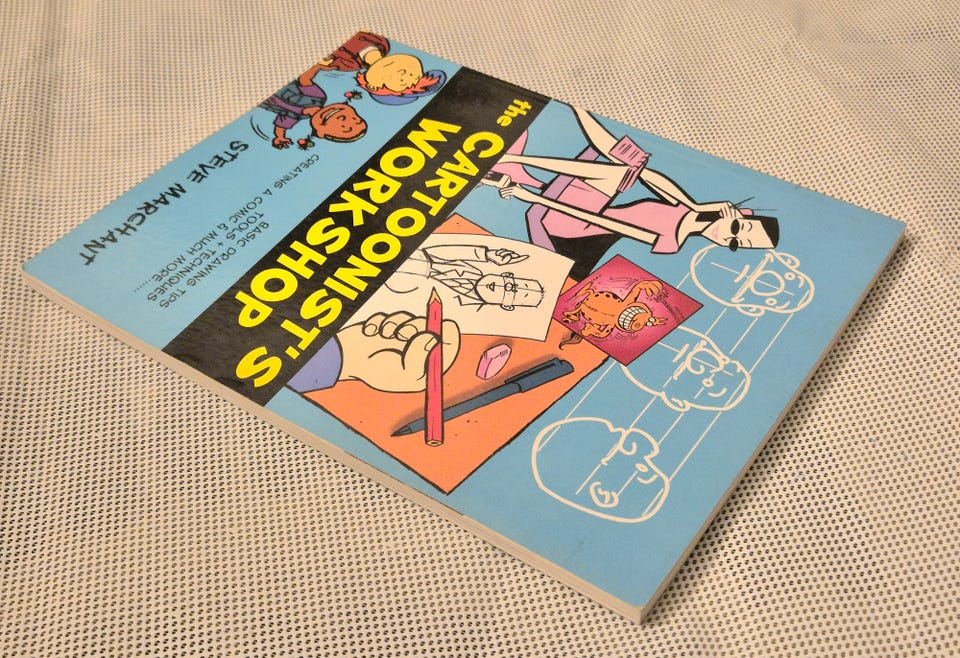 the CARTOONIST'S
WORKSHOP
CREATING A COMIC & MUCH MORE.......
TOOLS + TECHNIQUES
BASIC DRAWING TIPS
STEVE MARCHANT